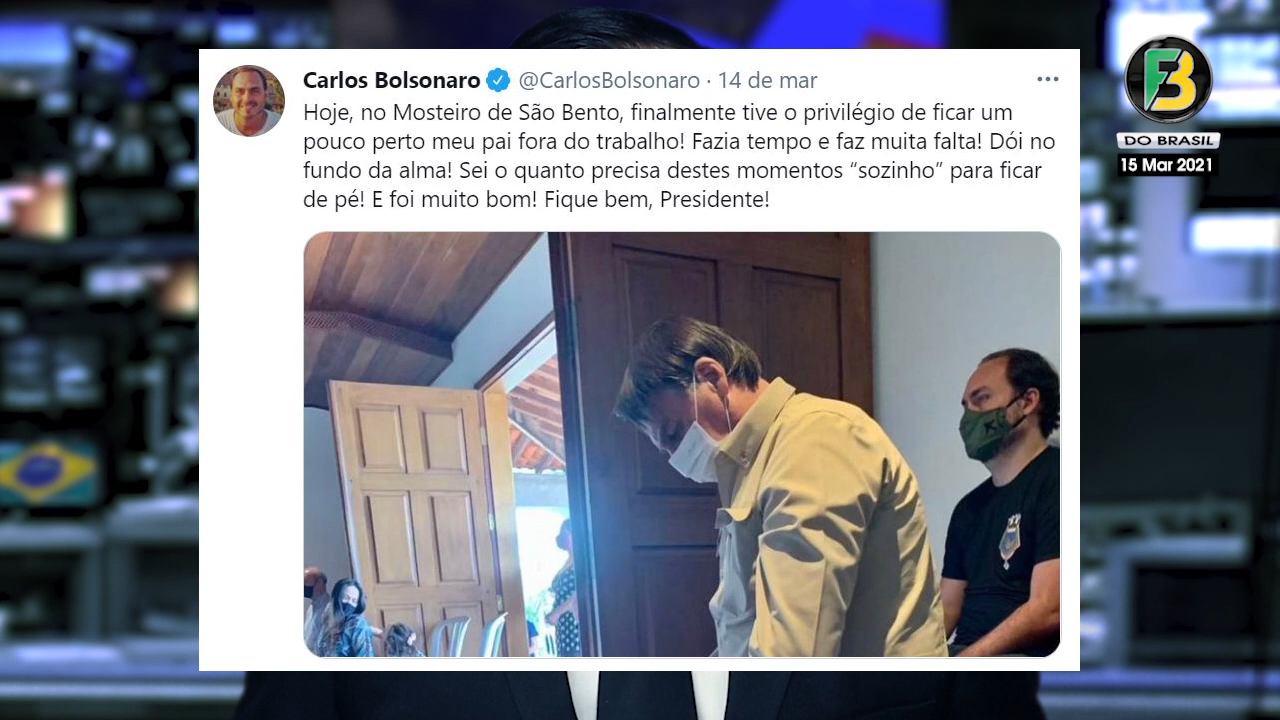 Carlos Bolsonaro @CarlosBolsonaro · 14 de mar
Hoje, no Mosteiro de São Bento, finalmente tive o privilégio de ficar um
pouco perto meu pai fora do trabalho! Fazia tempo e faz muita falta! Dói no
fundo da alma! Sei o quanto precisa destes momentos “sozinho” para ficar
de pé! E foi muito bom! Fique bem, Presidente!
FB
DO BRASIL
15 Mar 2021